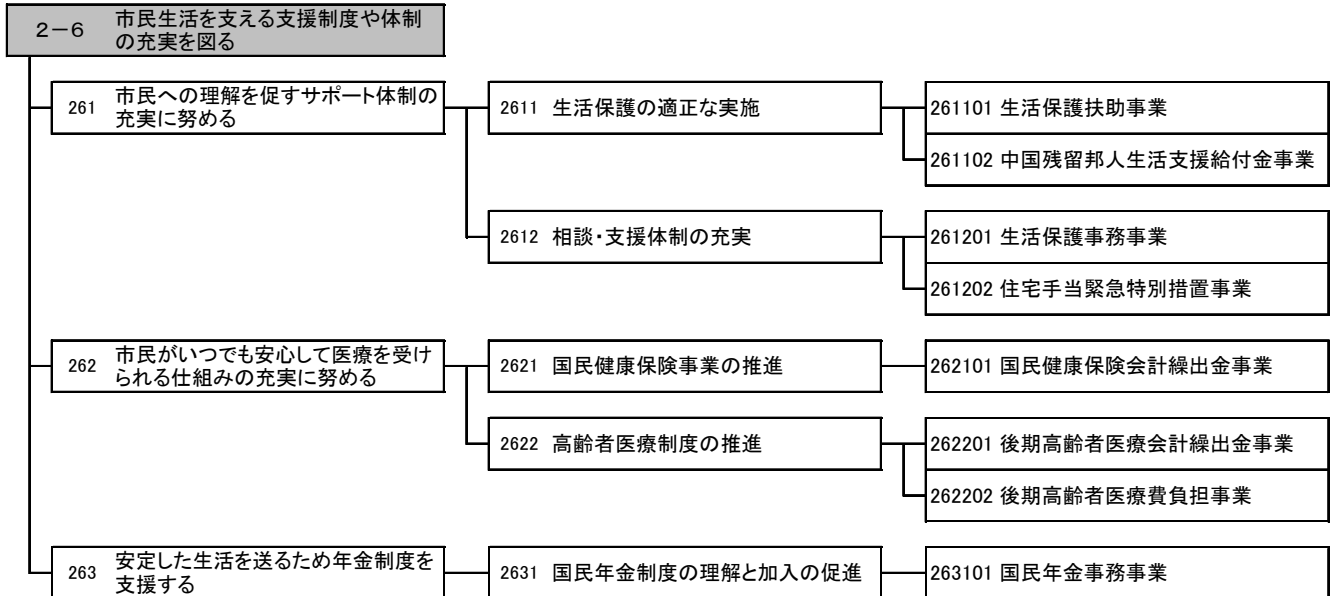 2－6 市民生活を支える支援制度や体制
の充実を図る
261 市民への理解を促すサポート体制の
充実に努める
2611 生活保護の適正な実施
261101 生活保護扶助事業
261102 中国残留邦人生活支援給付金事業
2612 相談・支援体制の充実
261201 生活保護事務事業
261202 住宅手当緊急特別措置事業
262 市民がいつでも安心して医療を受け
られる仕組みの充実に努める
2621 国民健康保険事業の推進
262101 国民健康保険会計繰出金事業
2622 高齢者医療制度の推進
262201 後期高齢者医療会計繰出金事業
262202 後期高齢者医療費負担事業
263 安定した生活を送るため年金制度を
支援する
2631 国民年金制度の理解と加入の促進
263101 国民年金事務事業